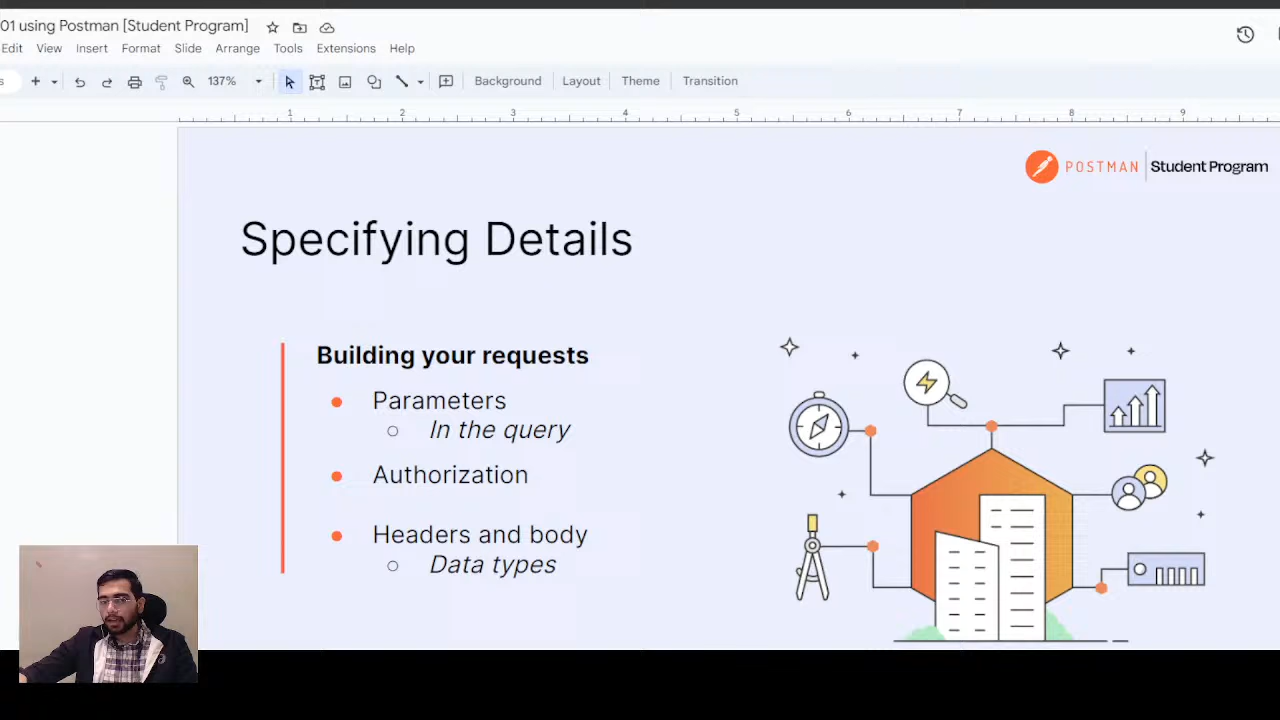 01 using Postman [Student Program]
Edit View Insert Format Slide Arrange Tools Extensions Help
s + 137% Background Layout Theme Transition
1 2 3 4 5 6 7 8 9
POSTMAN Student Program
Specifying Details
Building your requests
● Parameters
○ In the query
● Authorization
● Headers and body
○ Data types